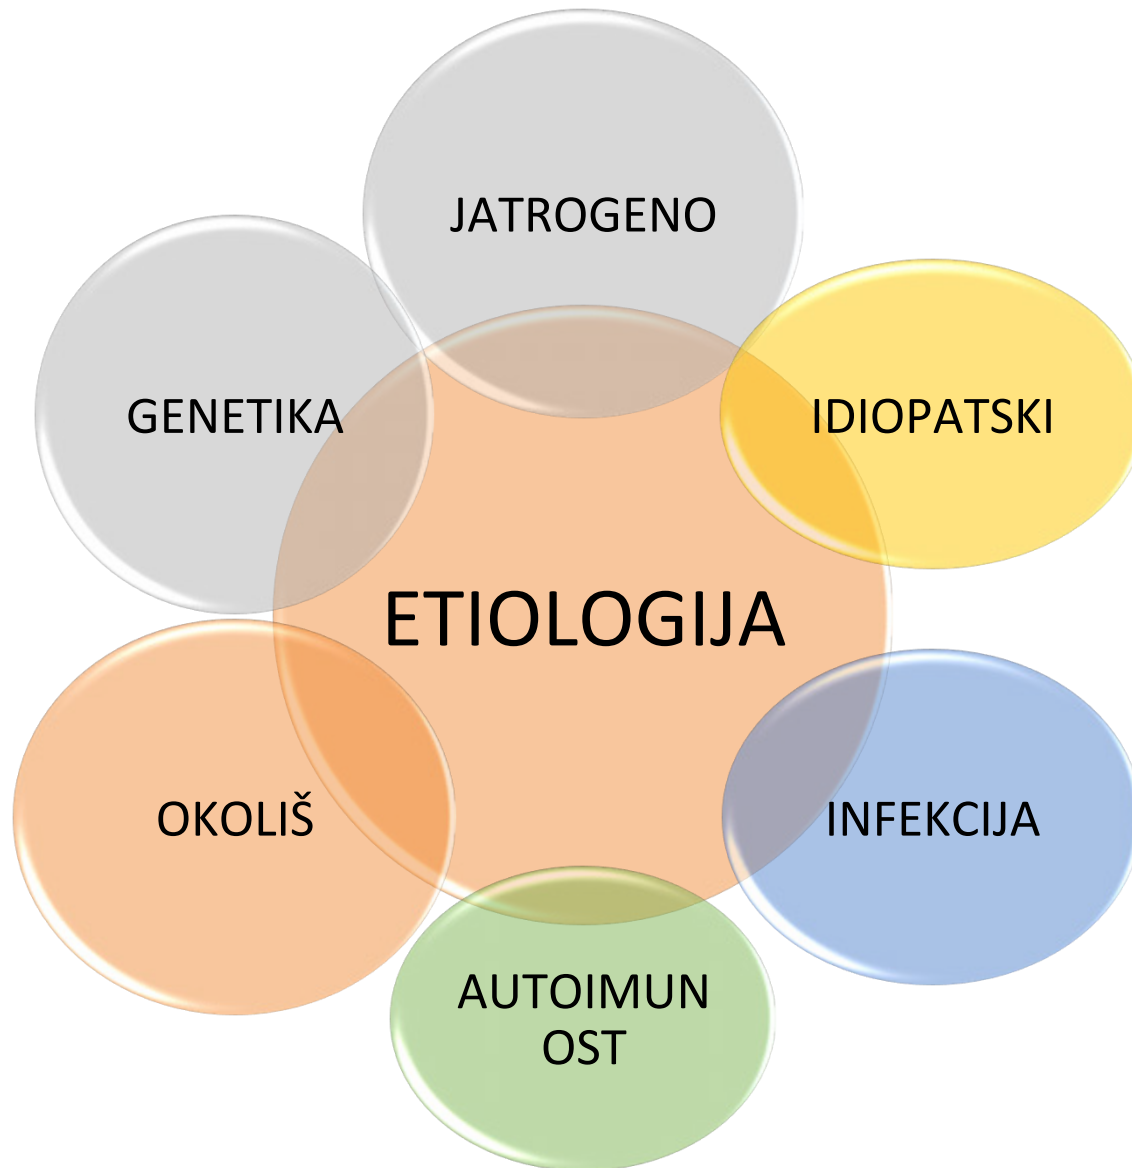 JATROGENO
GENETIKA
IDIOPATSKI
ETIOLOGIJA
OKOLIŠ
INFEKCIJA
AUTOIMUN
OST